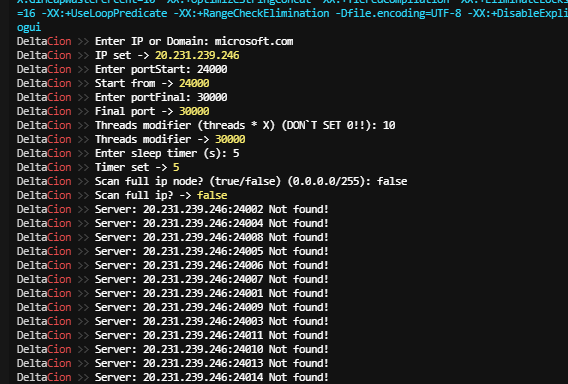 =16 -XX:+UseLoopPredicate -XX:+RangeCheckElimination -Dfile.encoding=UTF-8 -XX:+DisableExpli
ogui
DeltaCion >> Enter IP or Domain: microsoft.com
DeltaCion >> IP set -> 20.231.239.246
DeltaCion >> Enter portStart: 24000
DeltaCion >> Start from -> 24000
DeltaCion >> Enter portFinal: 30000
DeltaCion >> Final port -> 30000
DeltaCion >> Threads modifier (threads * X) (DON`T SET 0!!): 10
DeltaCion >> Threads modifier -> 30000
DeltaCion >> Enter sleep timer (s): 5
DeltaCion >> Timer set -> 5
DeltaCion >> Scan full ip node? (true/false) (0.0.0.0/255): false
DeltaCion >> Scan full ip? -> false
DeltaCion >> Server: 20.231.239.246:24002 Not found!
DeltaCion >> Server: 20.231.239.246:24004 Not found!
DeltaCion >> Server: 20.231.239.246:24008 Not found!
DeltaCion >> Server: 20.231.239.246:24005 Not found!
DeltaCion >> Server: 20.231.239.246:24006 Not found!
DeltaCion >> Server: 20.231.239.246:24007 Not found!
DeltaCion >> Server: 20.231.239.246:24001 Not found!
DeltaCion >> Server: 20.231.239.246:24009 Not found!
DeltaCion >> Server: 20.231.239.246:24003 Not found!
DeltaCion >> Server: 20.231.239.246:24011 Not found!
DeltaCion >> Server: 20.231.239.246:24010 Not found!
DeltaCion >> Server: 20.231.239.246:24013 Not found!
DeltaCion >> Server: 20.231.239.246:24014 Not found!